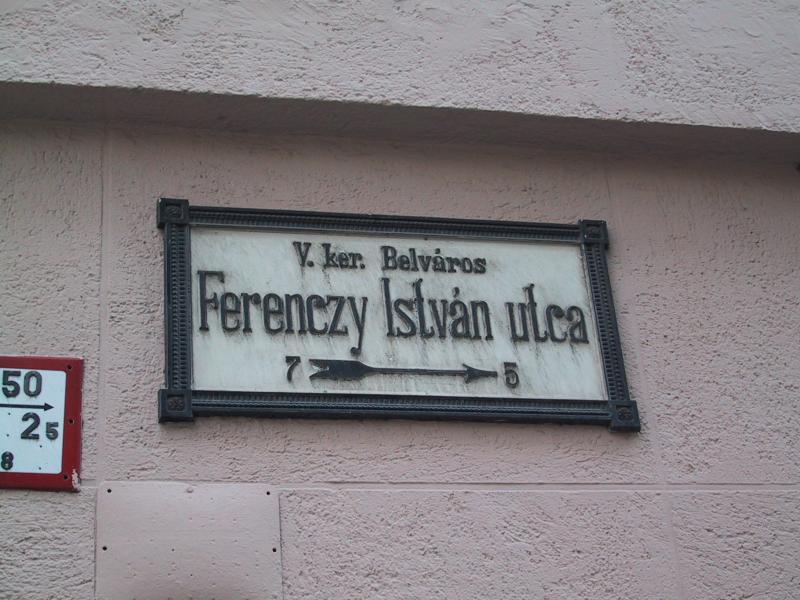 V. ker. Belváros
Ferenczy István utca
7 5
50
25
8